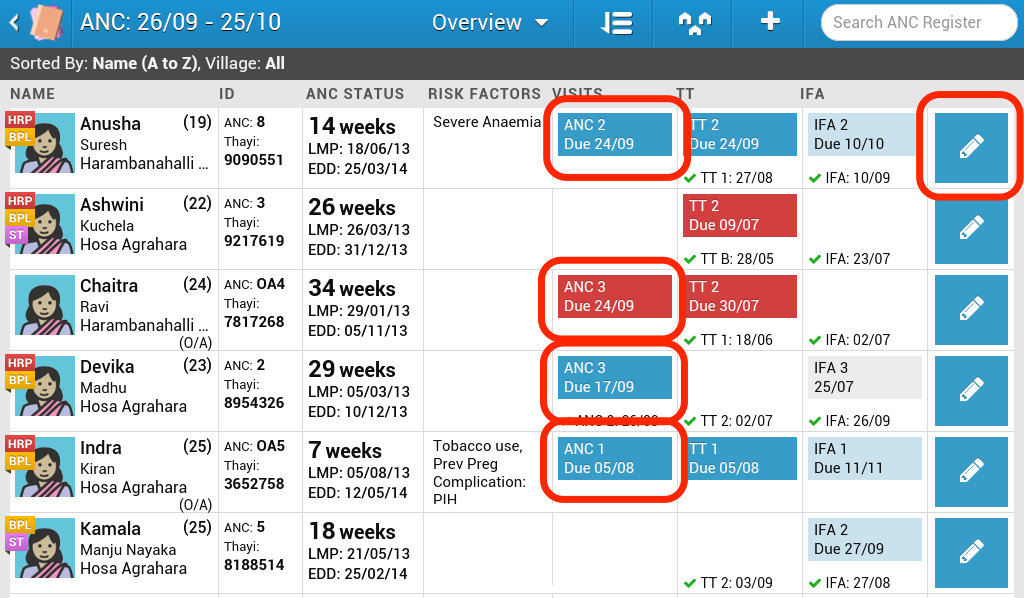 ANC: 26/09 - 25/10
Overview
Search ANC Register
Sorted By: Name (A to Z), Village: All
NAME ID ANC STATUS RISK FACTORS VISITS TT IFA
HRP
BPL
Anusha (19)
Suresh
Harambanahalli ...
ANC: 8
Thayi:
9090551
14 weeks
LMP: 18/06/13
EDD: 25/03/14
Severe Anaemia
ANC 2
Due 24/09
TT 2
Due 24/09
TT 1: 27/08
IFA 2
Due 10/10
IFA: 10/09
HRP
BPL
ST
Ashwini (22)
Kuchela
Hosa Agrahara
ANC: 3
Thayi:
9217619
26 weeks
LMP: 26/03/13
EDD: 31/12/13
TT 2
Due 09/07
TT B: 28/05
IFA: 23/07
Chaitra (24)
Ravi
Harambanahalli ...
(O/A)
ANC: OA4
Thayi:
7817268
34 weeks
LMP: 29/01/13
EDD: 05/11/13
ANC 3
Due 24/09
TT 2
Due 30/07
TT 1: 18/06
IFA: 02/07
HRP
BPL
Devika (23)
Madhu
Hosa Agrahara
ANC: 2
Thayi:
8954326
29 weeks
LMP: 05/03/13
EDD: 10/12/13
ANC 3
Due 17/09
TT 2: 02/07
IFA 3
25/07
IFA: 26/09
HRP
BPL
Indra (25)
Kiran
Hosa Agrahara
(O/A)
ANC: OA5
Thayi:
3652758
7 weeks
LMP: 05/08/13
EDD: 12/05/14
Tobacco use,
Prev Preg
Complication:
PIH
ANC 1
Due 05/08
TT 1
Due 05/08
IFA 1
Due 11/11
BPL
ST
Kamala (25)
Manju Nayaka
Hosa Agrahara
ANC: 5
Thayi:
8188514
18 weeks
LMP: 21/05/13
EDD: 25/02/14
TT 2: 03/09
IFA 2
Due 27/09
IFA: 27/08